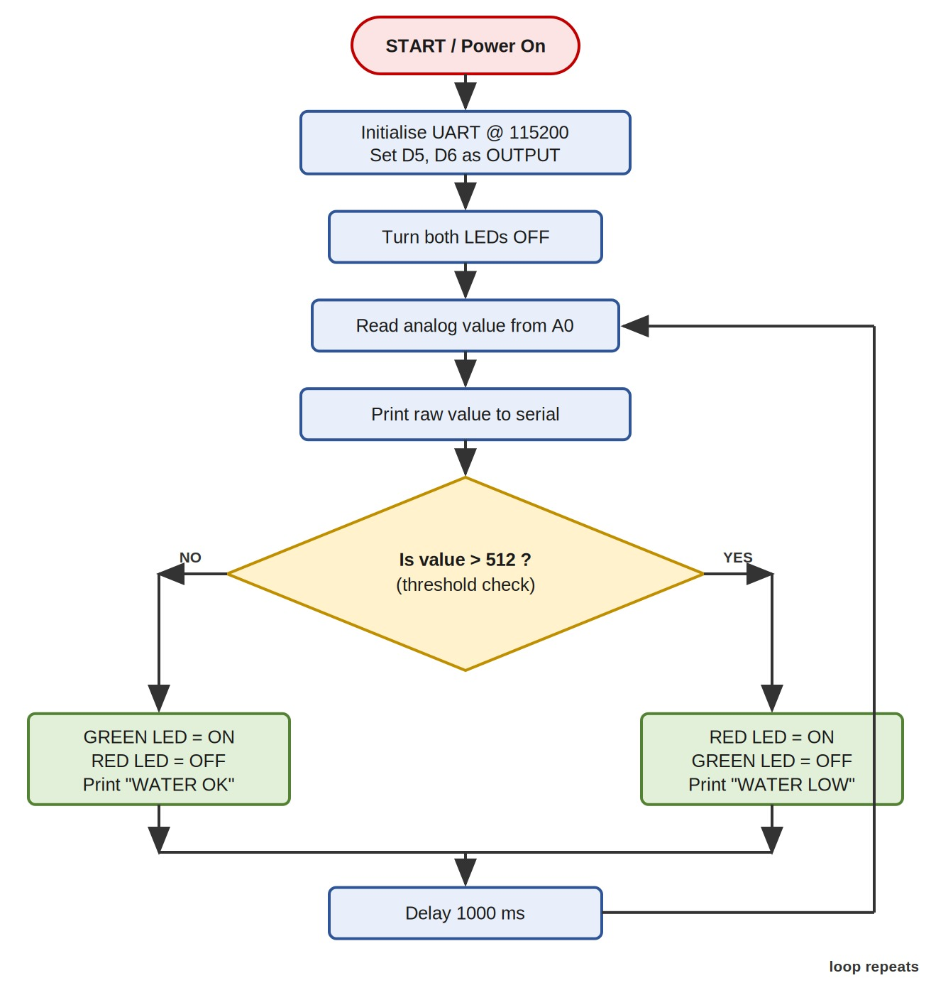 START / Power On
Initialise UART @ 115200
Set D5, D6 as OUTPUT
Turn both LEDs OFF
Read analog value from A0
Print raw value to serial
Is value > 512 ?
(threshold check)
NO
YES
GREEN LED = ON
RED LED = OFF
Print "WATER OK"
RED LED = ON
GREEN LED = OFF
Print "WATER LOW"
Delay 1000 ms
loop repeats